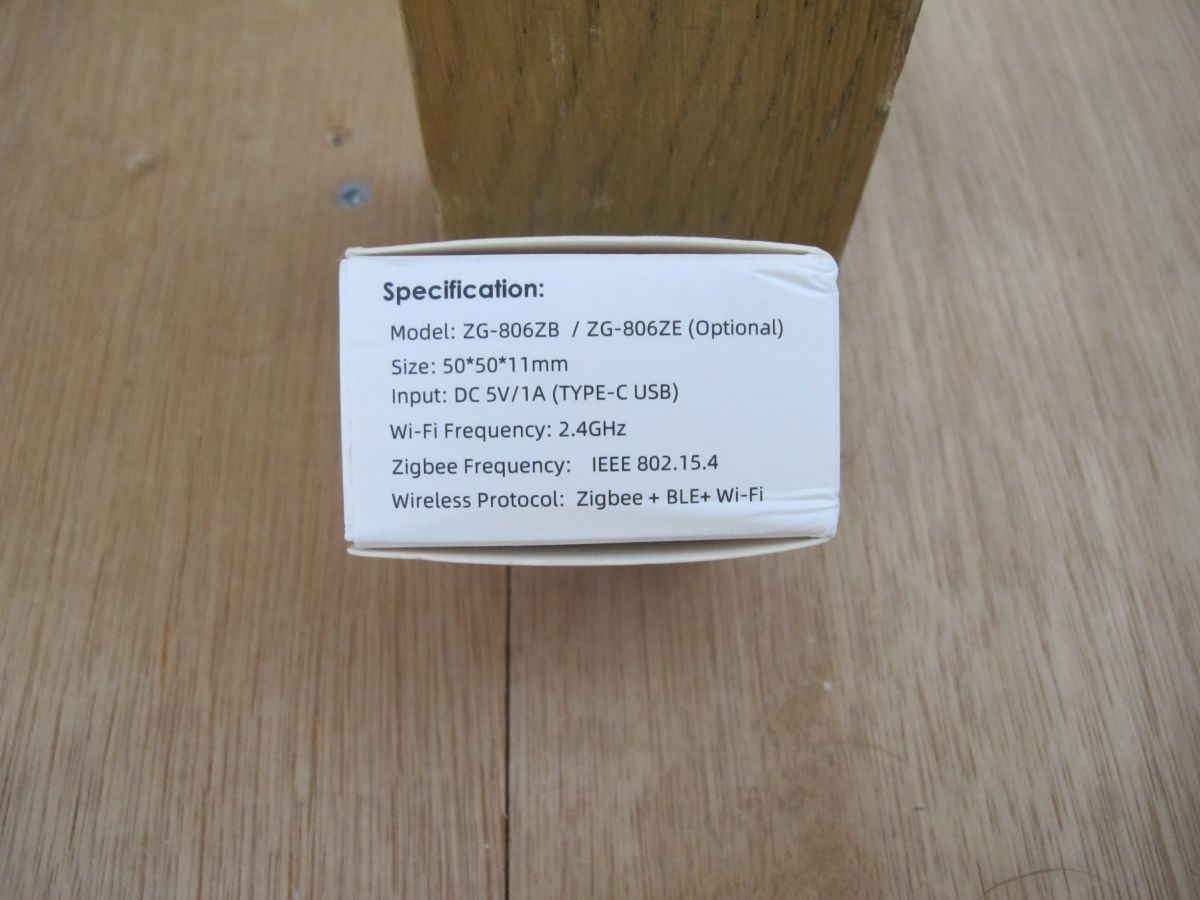 Specification:
Model: ZG-806ZB / ZG-806ZE (Optional)
Size: 50*50*11mm
Input: DC 5V/1A (TYPE-C USB)
Wi-Fi Frequency: 2.4GHz
Zigbee Frequency: IEEE 802.15.4
Wireless Protocol: Zigbee + BLE+ Wi-Fi